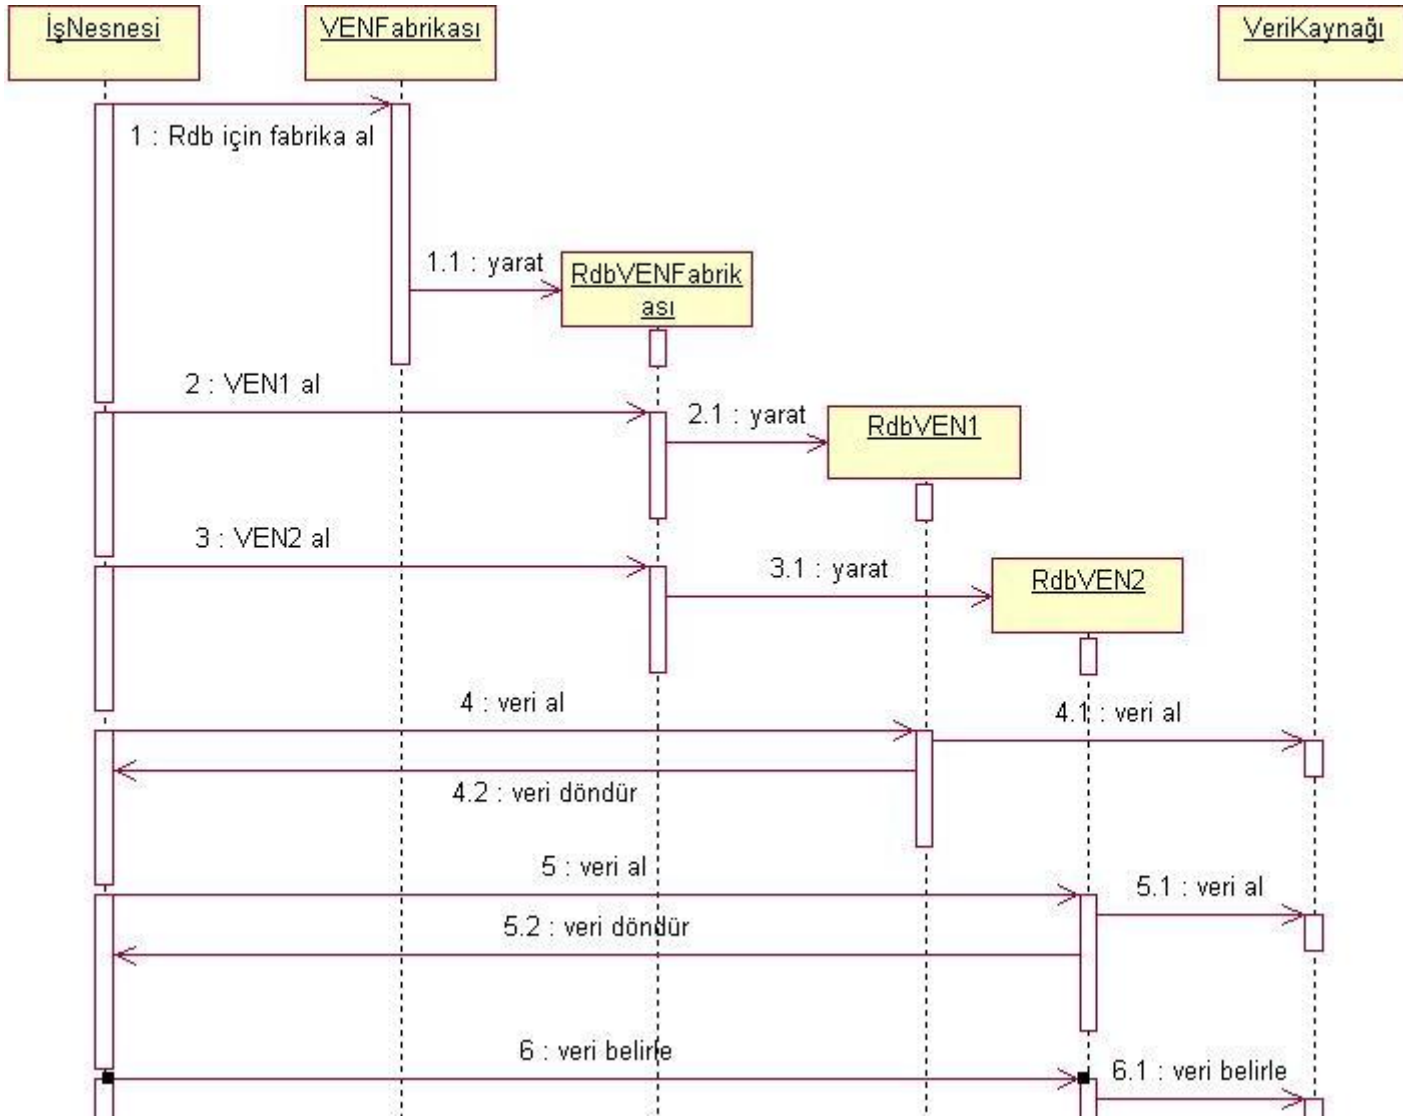 İşNesnesi
VENFabrikası
VeriKaynağı
1 : Rdb için fabrika al
1.1 : yarat
RdbVENFabrik
ası
2 : VEN1 al
2.1 : yarat
RdbVEN1
3 : VEN2 al
3.1 : yarat
RdbVEN2
4 : veri al
4.1 : veri al
4.2 : veri döndür
5 : veri al
5.1 : veri al
5.2 : veri döndür
6 : veri belirle
6.1 : veri belirle